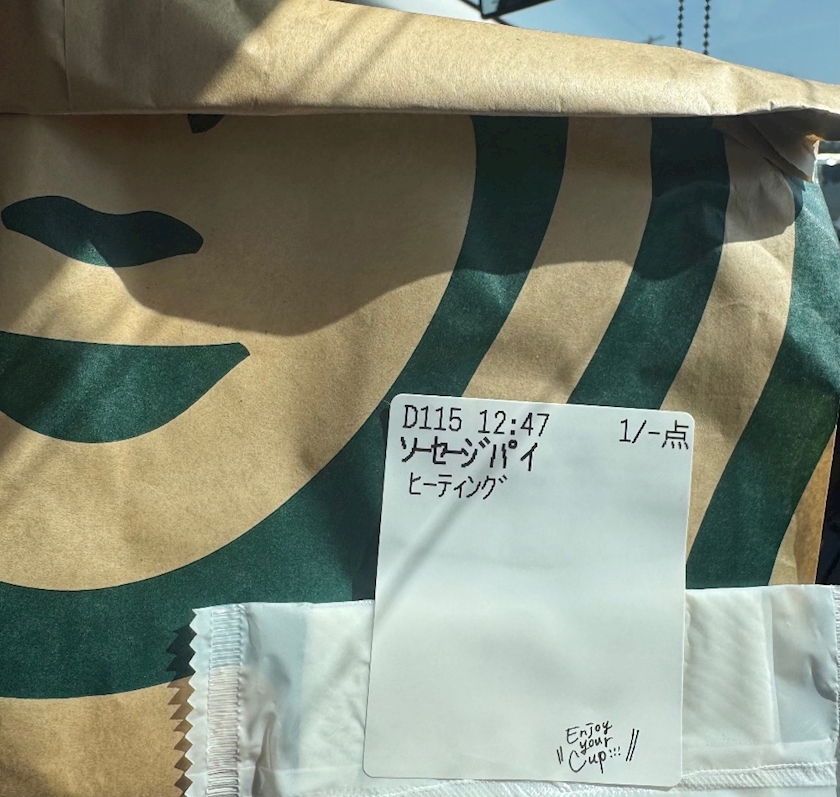 D115 12:47 1/-点
ソーセージパイ
ヒーティング
Enjoy
your
Cup!!!